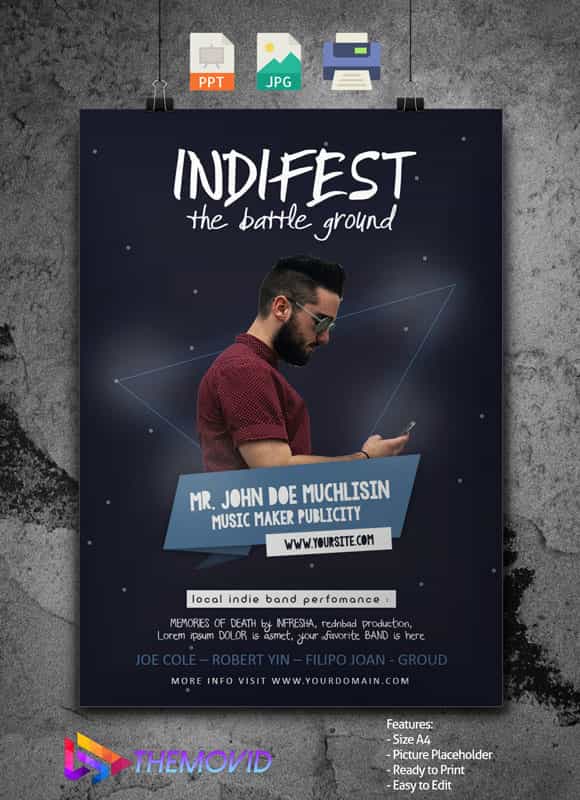 PPT
JPG
INDIFEST
the battle ground
MR. JOHN DOE MUCHLISIN
MUSIC MAKER PUBLICITY
WWW.YOURSITE.COM
local indie band perfomance :
MEMORIES OF DEATH by INFRESHA, rednbad production,
Lorem ipsum DOLOR is asmet, your favorite BAND is here
JOE COLE – ROBERT YIN – FILIPO JOAN - GROUD
MORE INFO VISIT WWW.YOURDOMAIN.COM
THEMOVID
Features:
- Size A4
- Picture Placeholder
- Ready to Print
- Easy to Edit